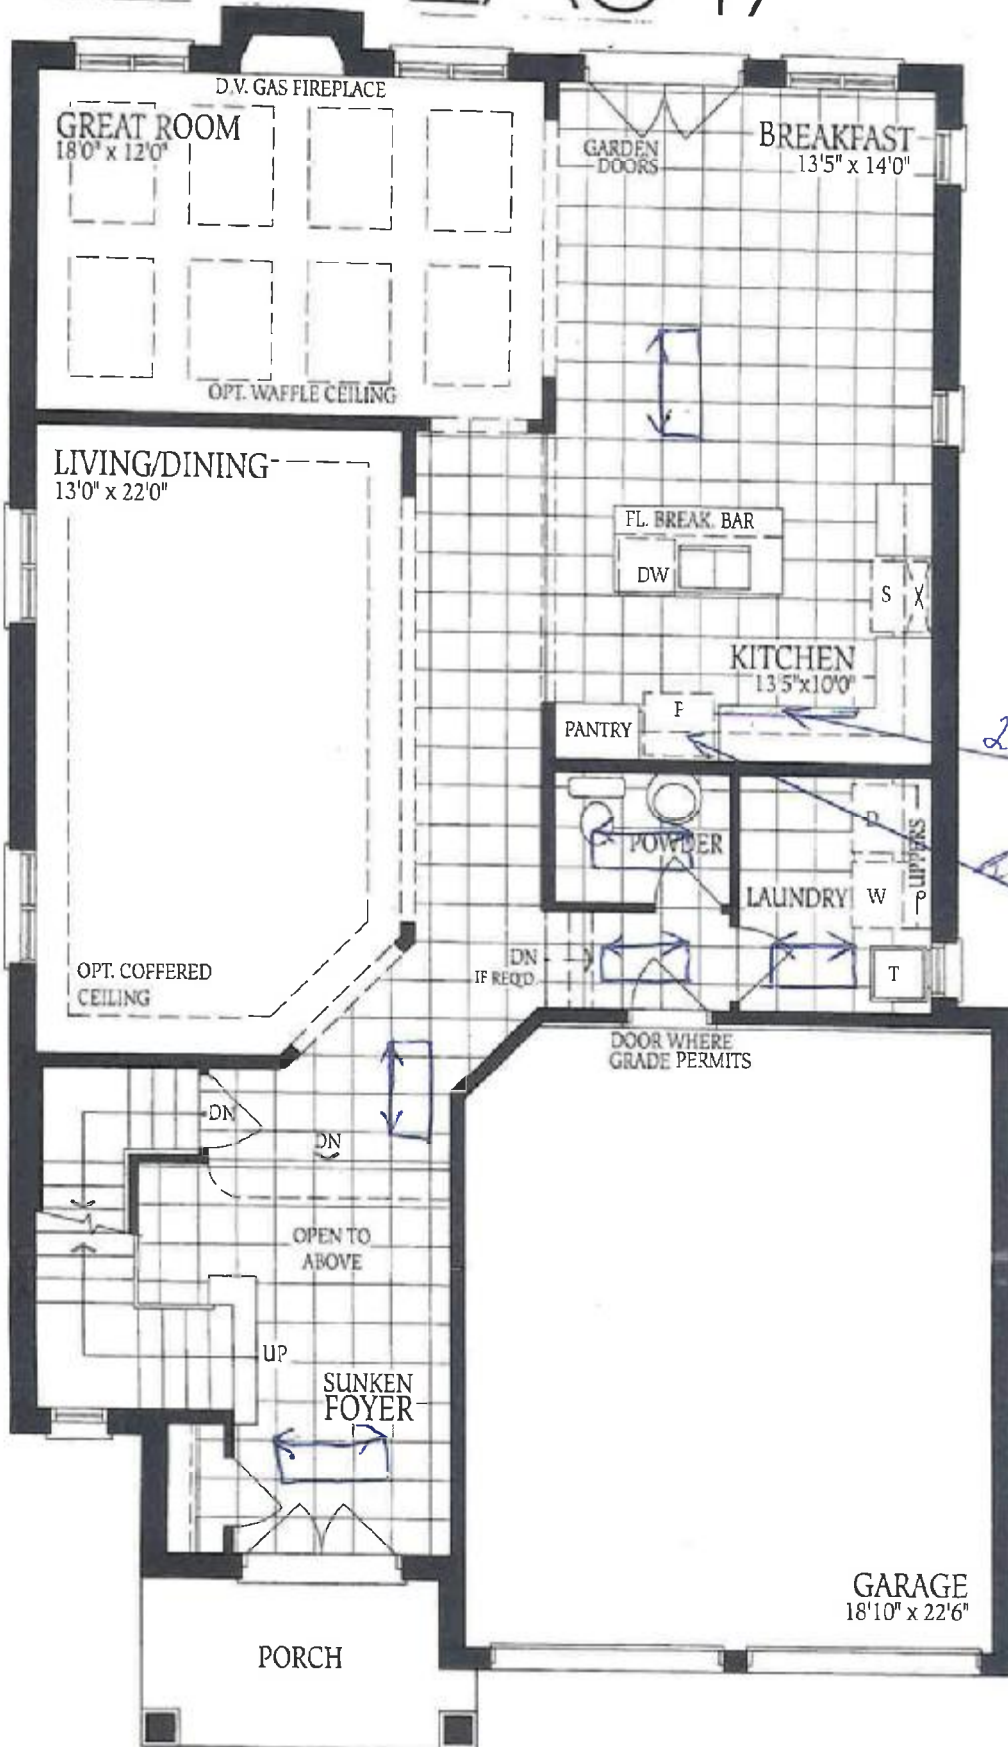 D.V. GAS FIREPLACE
GREAT ROOM
18'0" x 12'0"
GARDEN
DOORS
BREAKFAST
13'5" x 14'0"
OPT. WAFFLE CEILING
LIVING/DINING
13'0" x 22'0"
FL. BREAK. BAR
DW
S
KITCHEN
13'5"x10'0"
PANTRY
F
2
POWDER
D
UPPERS
LAUNDRY
W
OPT. COFFERED
CEILING
DN
IF REQ'D.
T
DOOR WHERE
GRADE PERMITS
DN
DN
OPEN TO
ABOVE
UP
SUNKEN
FOYER
GARAGE
18'10" x 22'6"
PORCH